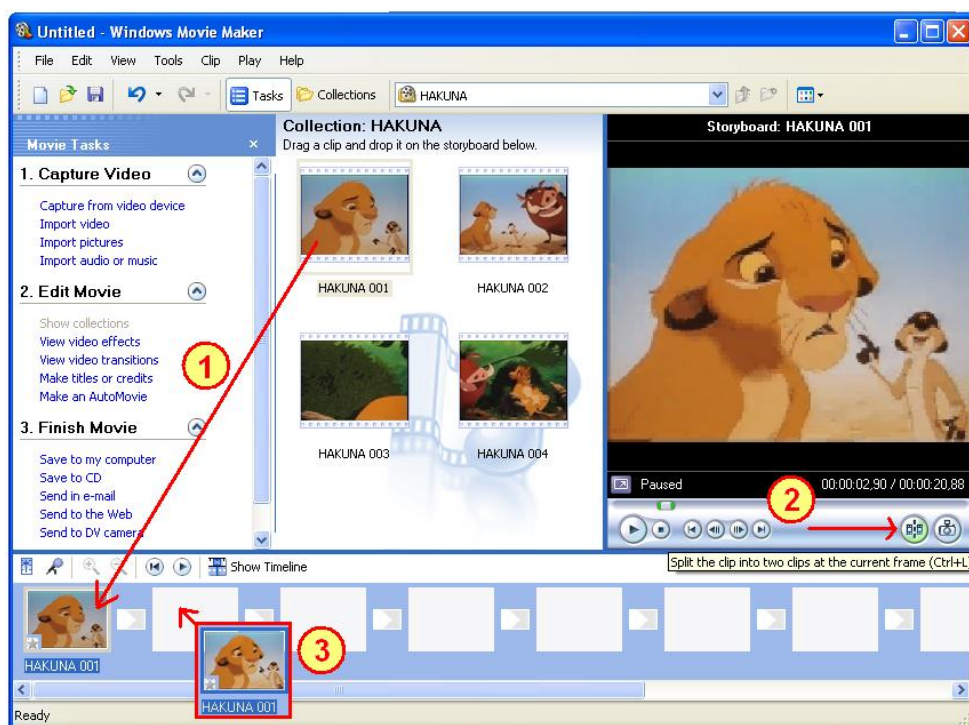 Untitled - Windows Movie Maker
File Edit View Tools Clip Play Help
Tasks Collections HAKUNA
Movie Tasks
1. Capture Video
Capture from video device
Import video
Import pictures
Import audio or music
2. Edit Movie
Show collections
View video effects
View video transitions
Make titles or credits
Make an AutoMovie
3. Finish Movie
Save to my computer
Save to CD
Send in e-mail
Send to the Web
Send to DV camera
Collection: HAKUNA
Drag a clip and drop it on the storyboard below.
HAKUNA 001 HAKUNA 002
HAKUNA 003 HAKUNA 004
1
Storyboard: HAKUNA 001
Paused 00:00:02,90 / 00:00:20,88
2
Split the clip into two clips at the current frame (Ctrl+L
Show Timeline
HAKUNA 001
3
HAKUNA 001
Ready